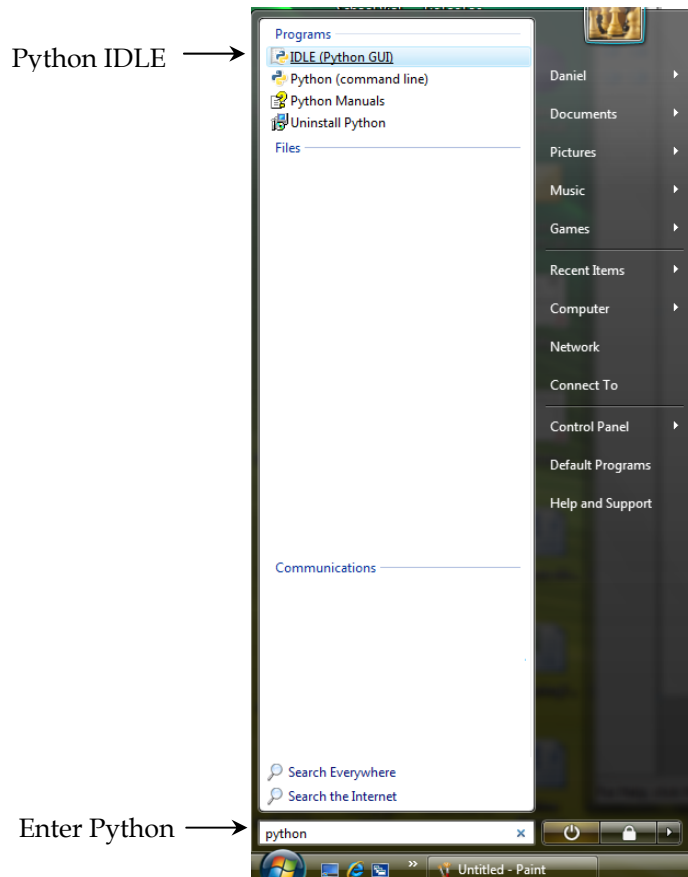 Python IDLE
Programs
IDLE (Python GUI)
Python (command line)
Python Manuals
Uninstall Python
Files
Communications
Search Everywhere
Search the Internet
Enter Python
python
Daniel
Documents
Pictures
Music
Games
Recent Items
Computer
Network
Connect To
Control Panel
Default Programs
Help and Support
» Untitled - Paint